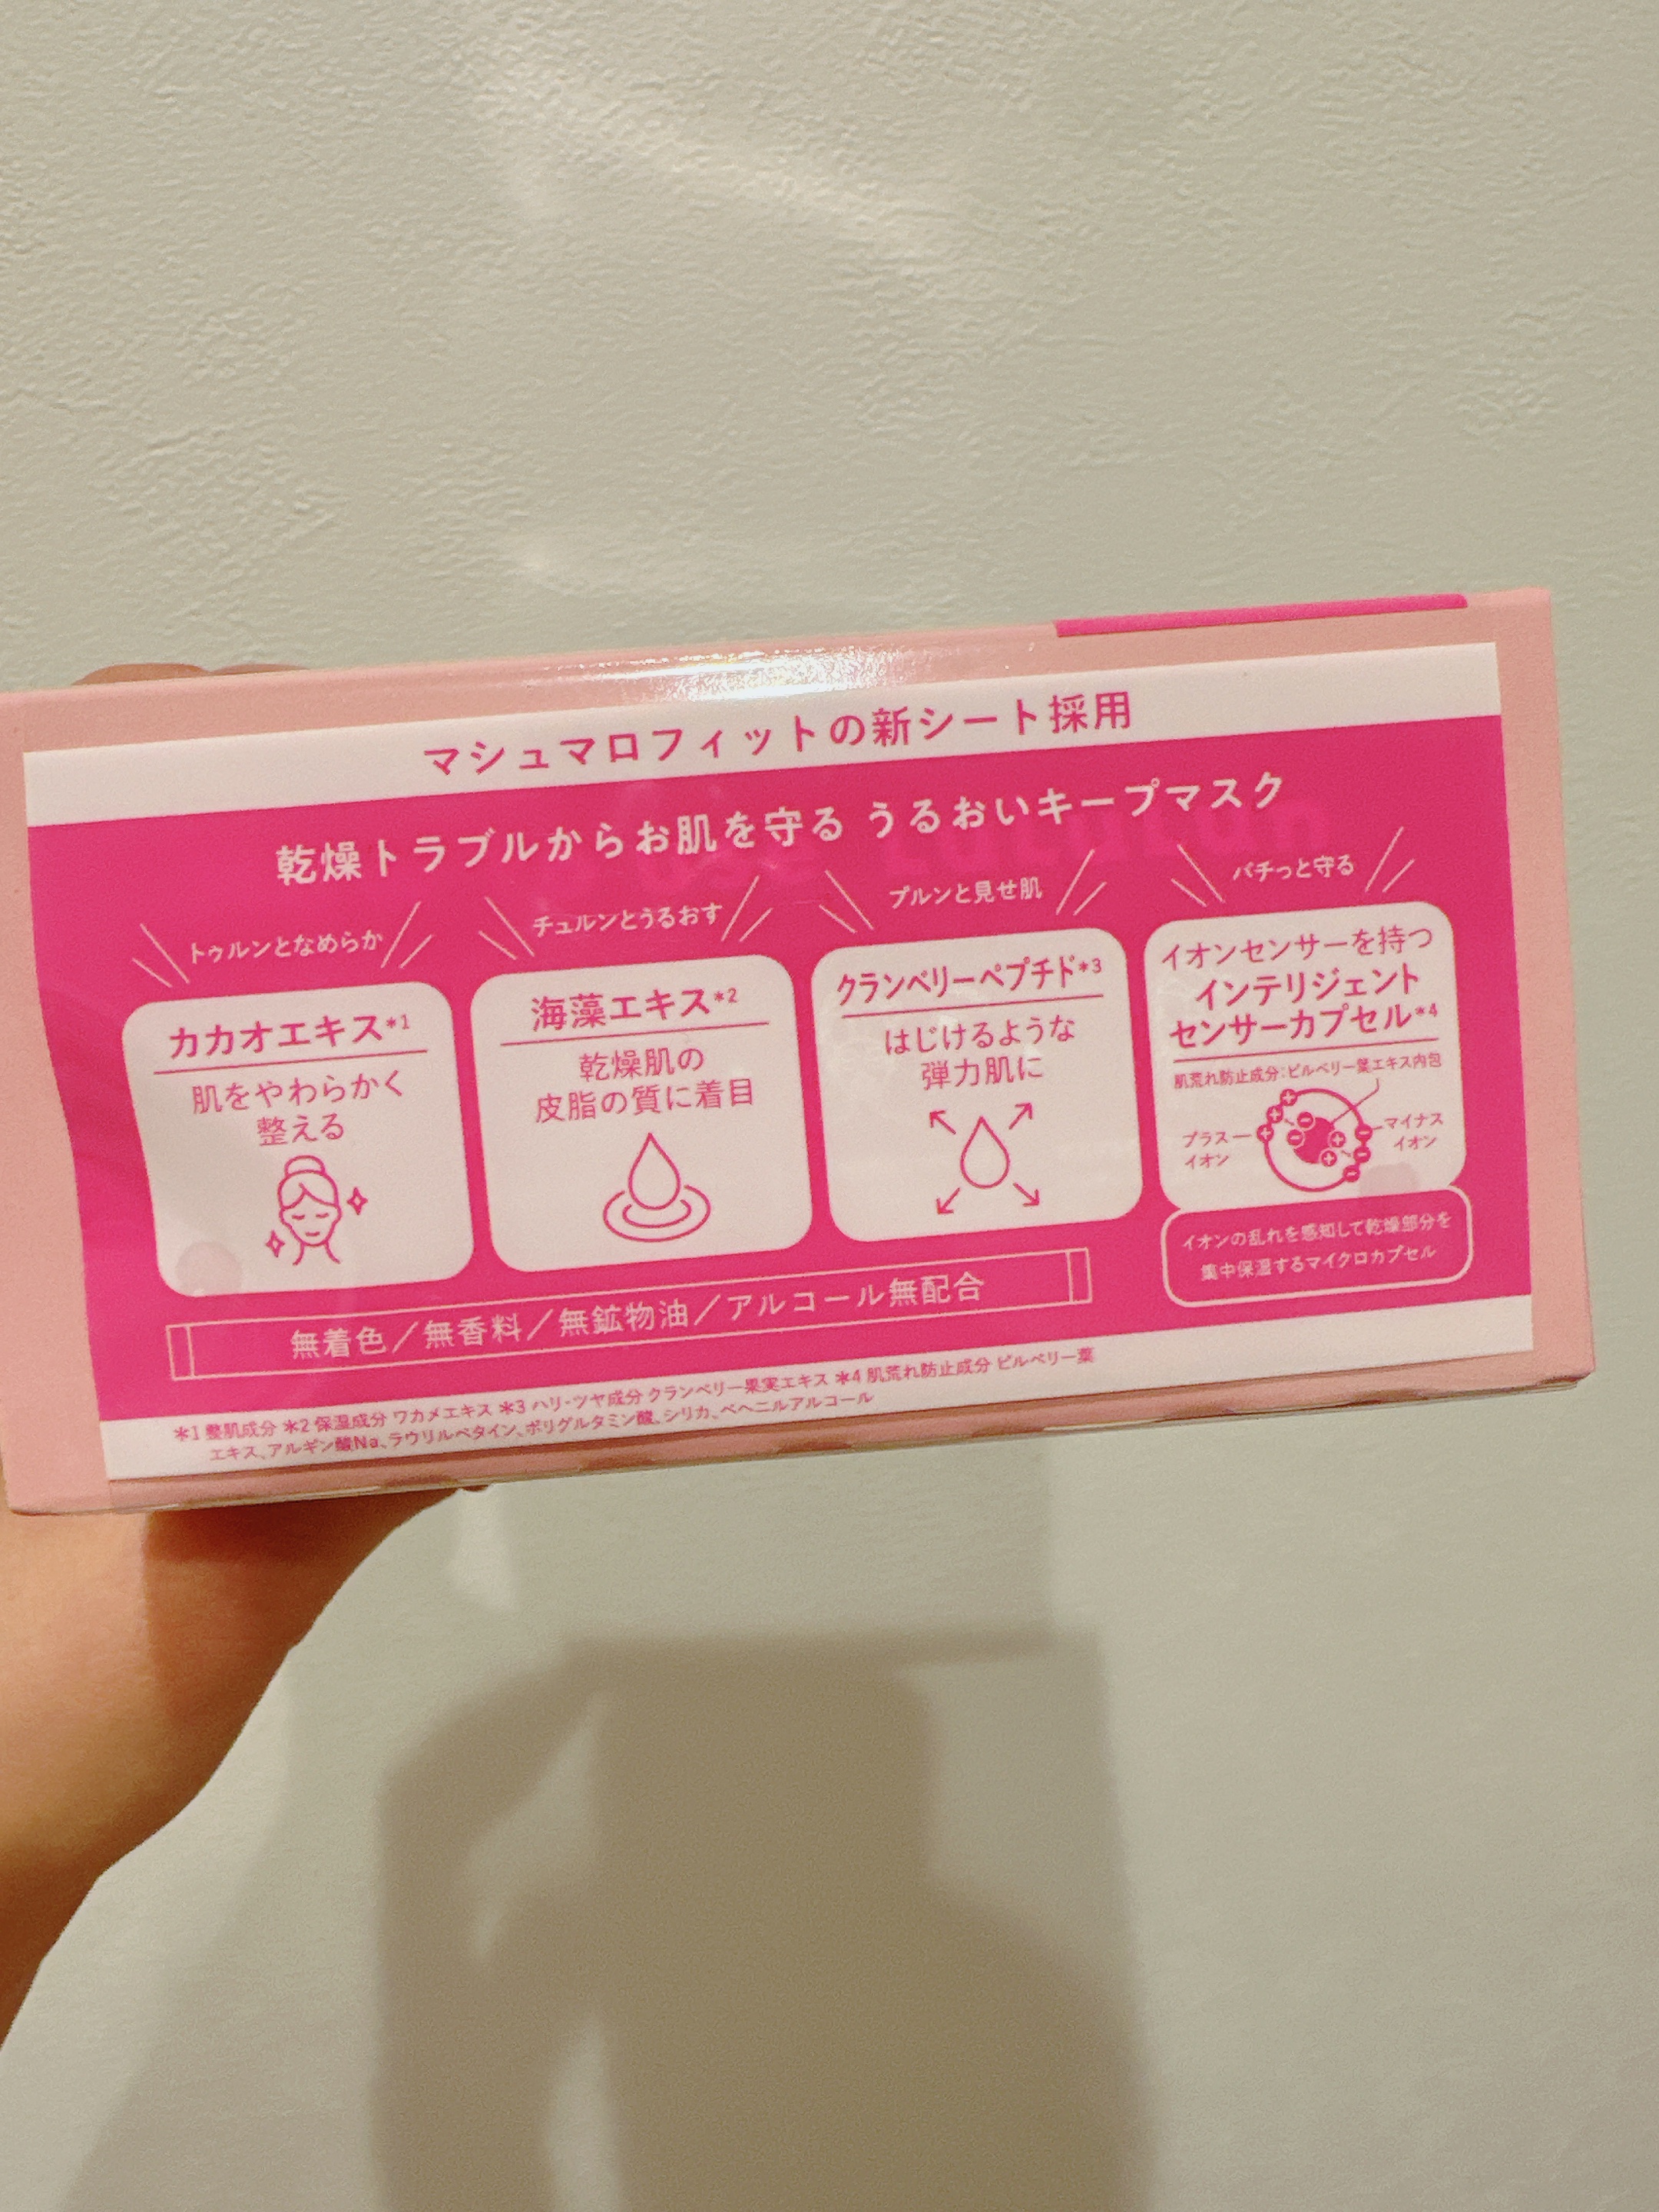 マシュマロフィットの新シート採用
乾燥トラブルからお肌を守る うるおいキープマスク
トゥルンとなめらか
カカオエキス*1
肌をやわらかく
整える
チュルンとうるおす
海藻エキス*2
乾燥肌の
皮脂の質に着目
プルンと見せ肌
クランベリーペプチド*3
はじけるような
弾力肌に
バチっと守る
イオンセンサーを持つ
インテリジェント
センサーカプセル*4
肌荒れ防止成分:ビルベリー葉エキス内包
プラス
イオン
マイナス
イオン
イオンの乱れを感知して乾燥部分を
集中保湿するマイクロカプセル
無着色/無香料/無鉱物油/アルコール無配合
*1 整肌成分 *2 保湿成分 ワカメエキス *3 ハリ・ツヤ成分 クランベリー果実エキス *4 肌荒れ防止成分 ビルベリー葉
エキス、アルギン酸Na、ラウリルベタイン、ポリグルタミン酸、シリカ、ベヘニルアルコール